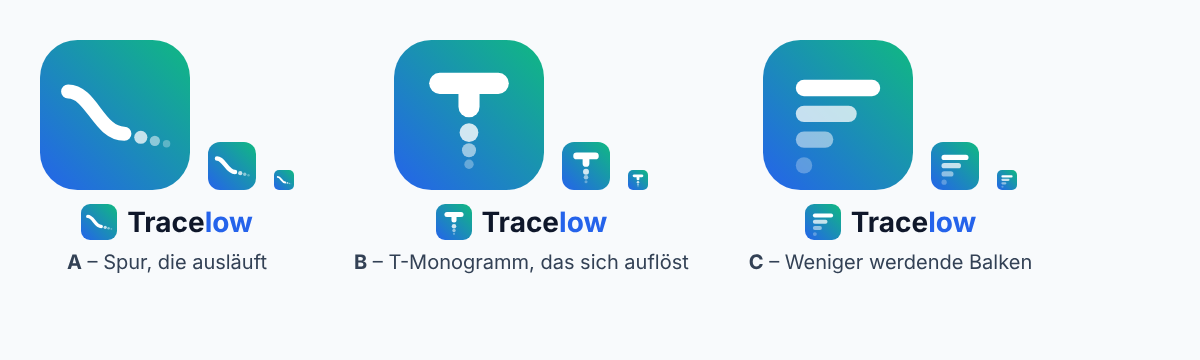 Tracelow
Tracelow
Tracelow
A – Spur, die ausläuft
B – T-Monogramm, das sich auflöst
C – Weniger werdende Balken